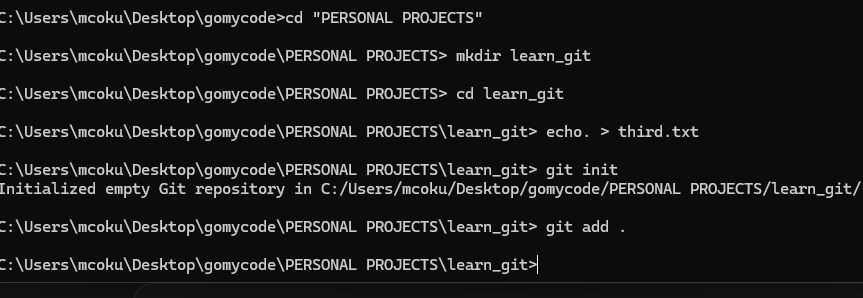 C:\Users\mcoku\Desktop\gomycode>cd "PERSONAL PROJECTS"
C:\Users\mcoku\Desktop\gomycode\PERSONAL PROJECTS> mkdir learn_git
C:\Users\mcoku\Desktop\gomycode\PERSONAL PROJECTS> cd learn_git
C:\Users\mcoku\Desktop\gomycode\PERSONAL PROJECTS\learn_git> echo. > third.txt
C:\Users\mcoku\Desktop\gomycode\PERSONAL PROJECTS\learn_git> git init
Initialized empty Git repository in C:/Users/mcoku/Desktop/gomycode/PERSONAL PROJECTS/learn_git/
C:\Users\mcoku\Desktop\gomycode\PERSONAL PROJECTS\learn_git> git add .
C:\Users\mcoku\Desktop\gomycode\PERSONAL PROJECTS\learn_git>